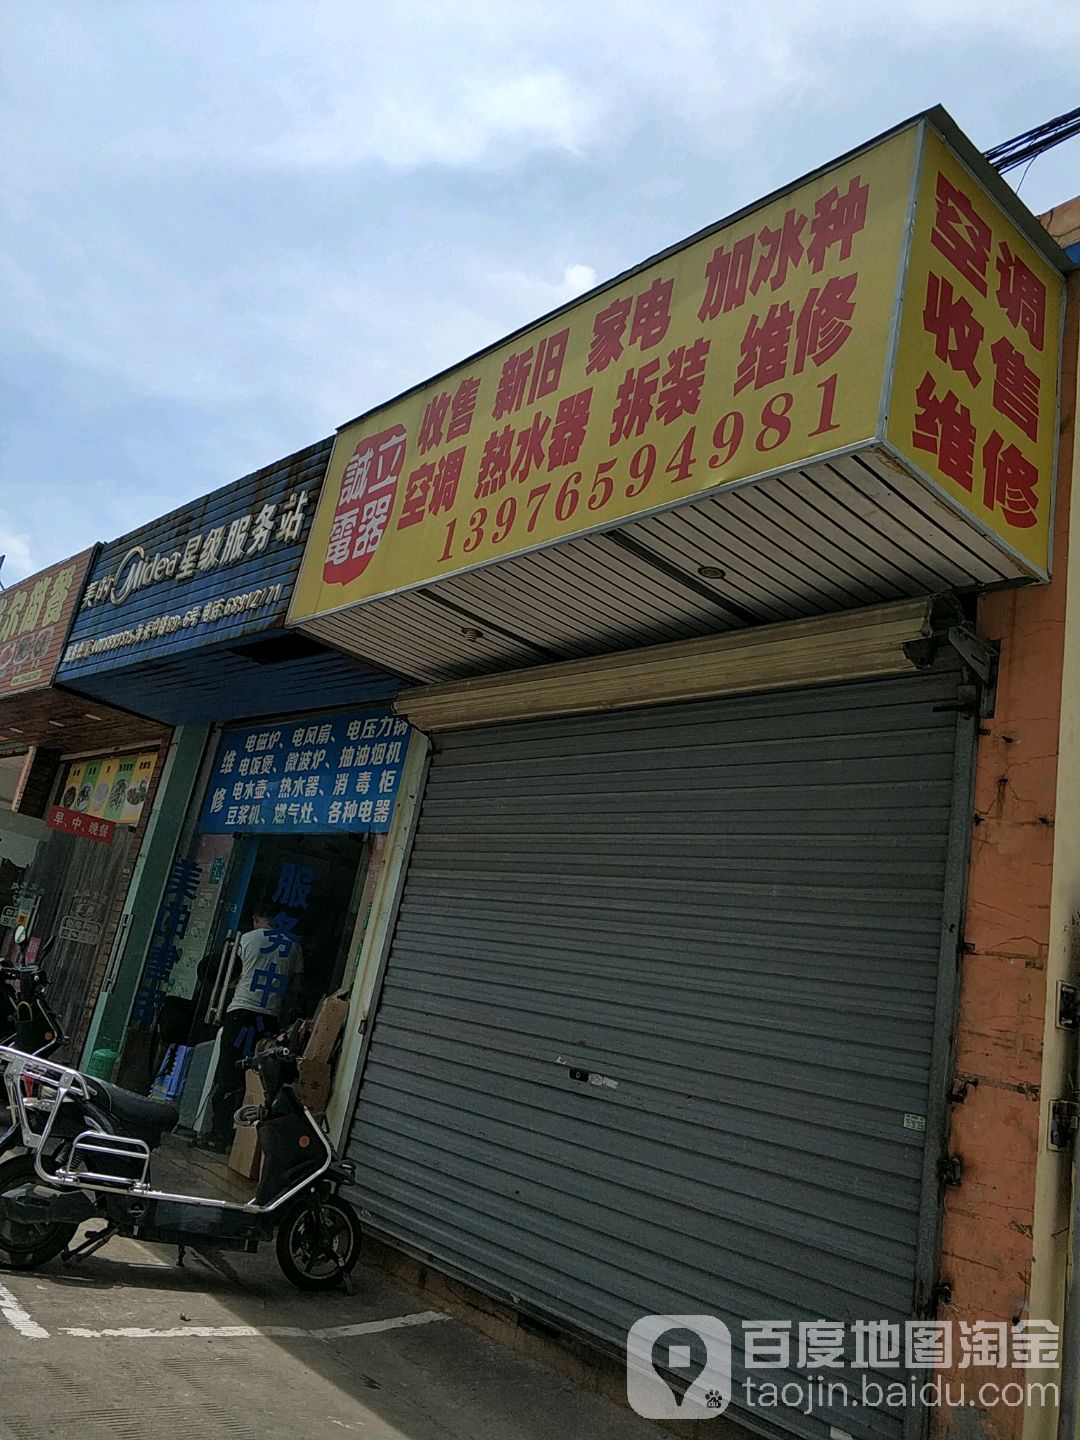 誠立
電器
收售 新旧 家电 加冰种
空调 热水器 拆装 维修
13976594981
空调
收售
维修
美的 Midea 星级服务站
电话:68912171
维修
电磁炉、电风扇、电压力锅
电饭煲、微波炉、抽油烟机
电水壶、热水器、消毒柜
豆浆机、燃气灶、各种电器
服务中心
早、中、晚餐
百度地图淘金
taojin.baidu.com